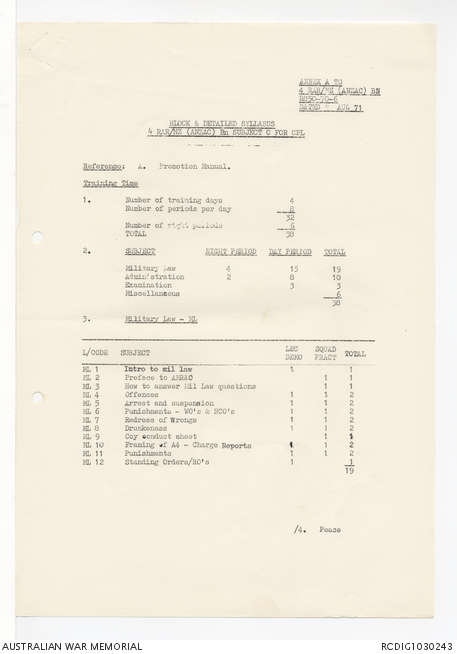 ANNEX A TO
4 RAR/NZ (ANZAC) BN
R850-70-6
DATED AUG 71
BLOCK & DETAILED SYLLABUS
4 RAR/NZ (ANZAC) Bn SUBJECT C FOR CPL
Reference: A. Promotion Manual.
Training Time
1. Number of training days 4
Number of periods per day 8
32
Number of night periods 6
TOTAL 38
2. SUBJECT NIGHT PERIOD DAY PERIOD TOTAL
Military Law 4 15 19
Administration 2 8 10
Examination 3 3
Miscellaneous 6
38
3. Military Law - ML
L/CODE SUBJECT LEC DEMO SQUAD PRACT TOTAL
ML 1 Intro to mil law 1 1
ML 2 Preface to AMRAC 1 1
ML 3 How to answer Mil Law questions 1 1
ML 4 Offences 1 1 2
ML 5 Arrest and suspension 1 1 2
ML 6 Punishments - WO's & NCO's 1 1 2
ML 7 Redress of Wrongs 1 1 2
ML 8 Drunkeness 1 1 2
ML 9 Coy conduct sheet 1 1
ML 10 Framing of A4 - Charge Reports 1 1 2
ML 11 Punishments 1 1 2
ML 12 Standing Orders/RO's 1 1
19
/4. Peace
AUSTRALIAN WAR MEMORIAL
RCDIG1030243